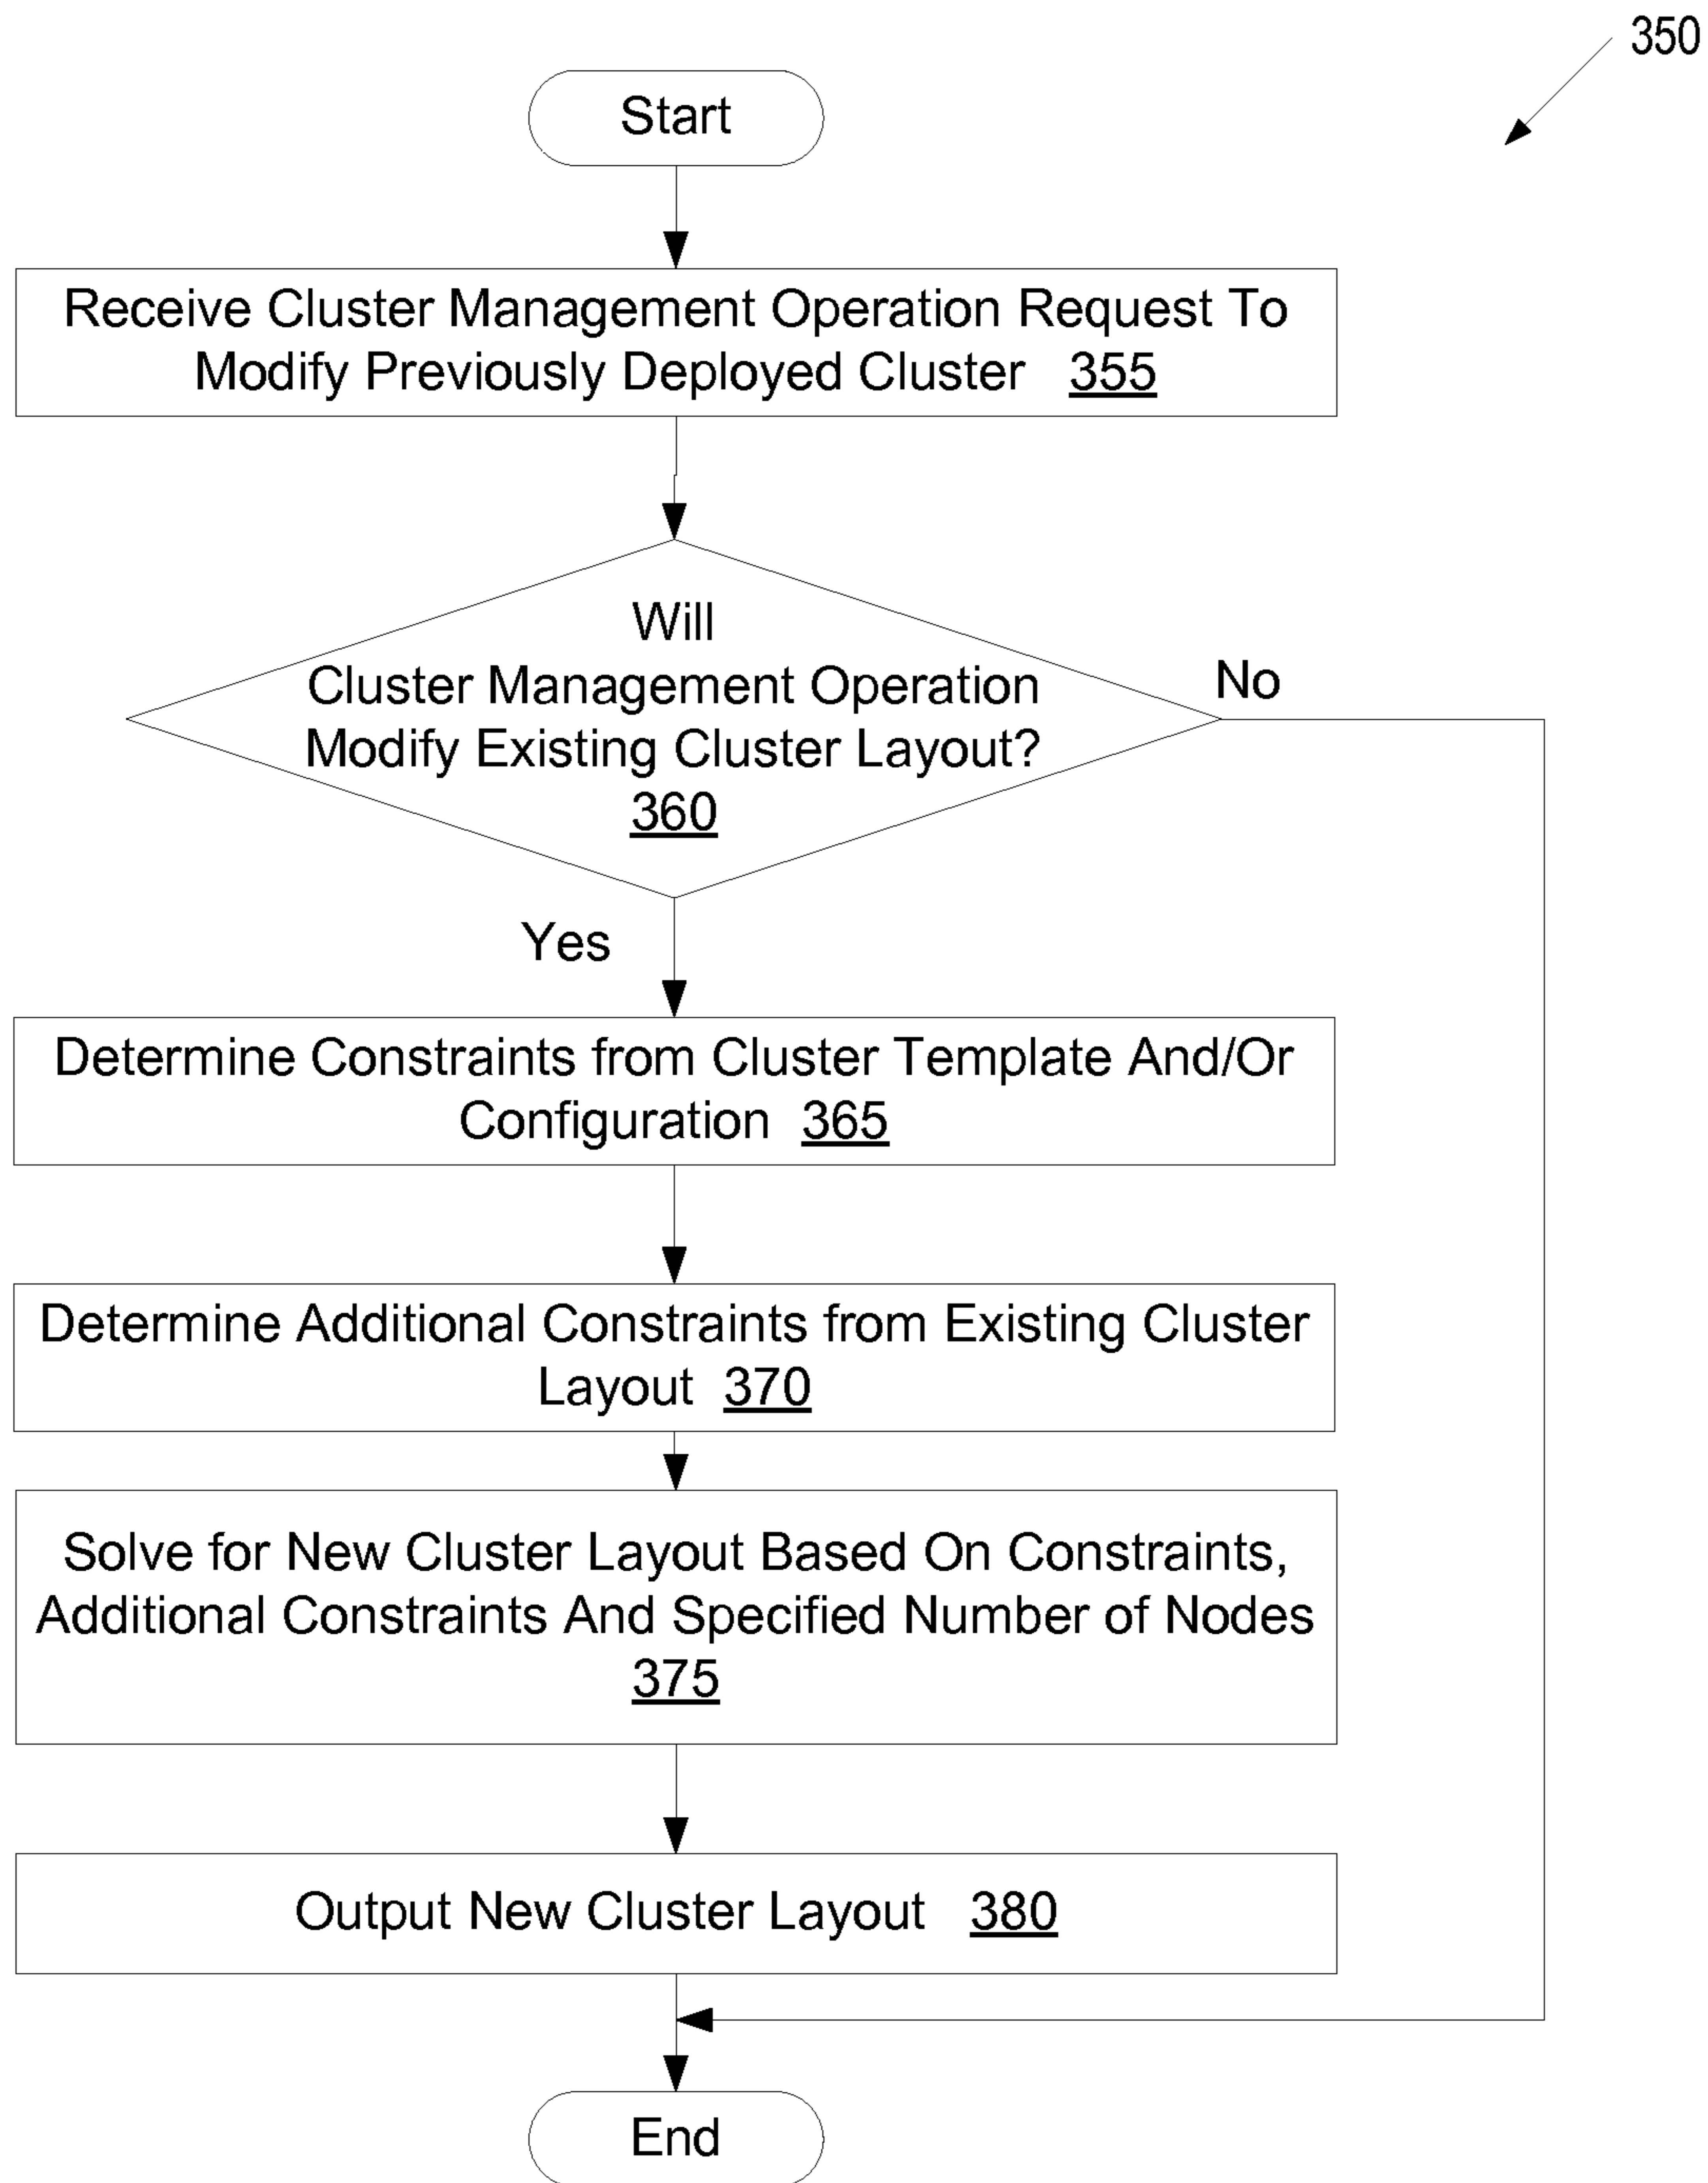 350
Start
Receive Cluster Management Operation Request To
Modify Previously Deployed Cluster 355
Will
Cluster Management Operation
Modify Existing Cluster Layout?
360
No
Yes
Determine Constraints from Cluster Template And/Or
Configuration 365
Determine Additional Constraints from Existing Cluster
Layout 370
Solve for New Cluster Layout Based On Constraints,
Additional Constraints And Specified Number of Nodes
375
Output New Cluster Layout 380
End